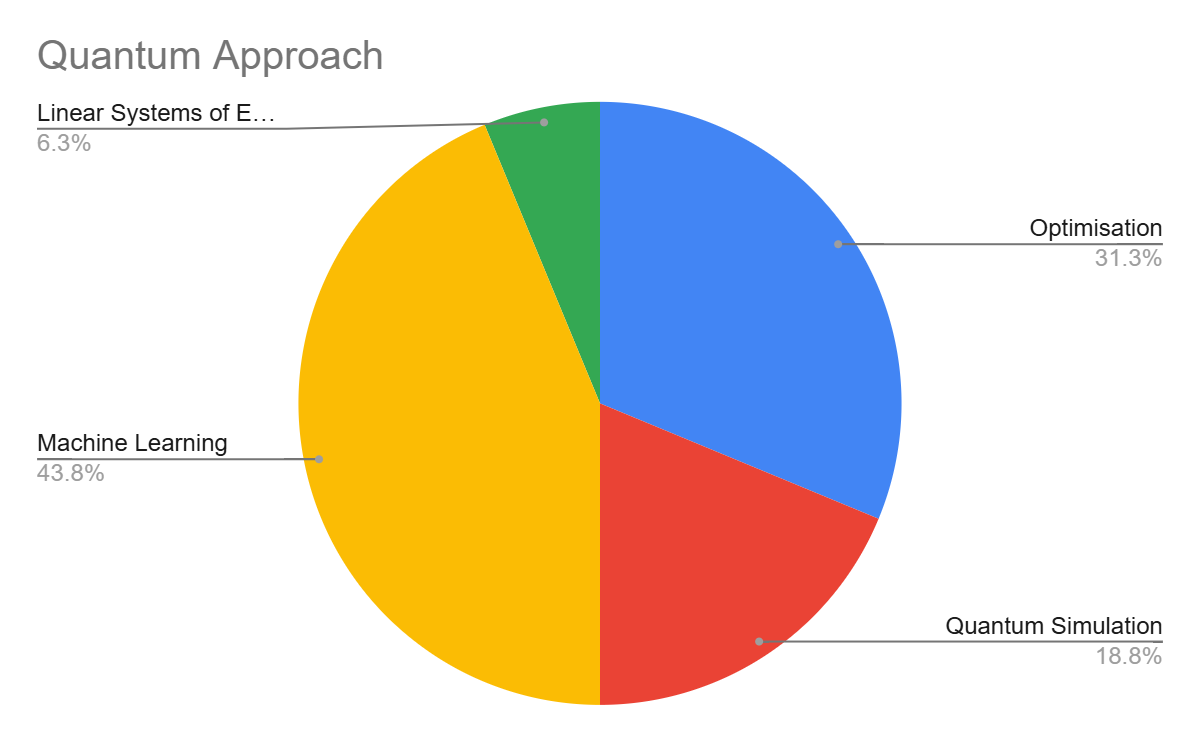 Quantum Approach
Linear Systems of E…
6.3%
Optimisation
31.3%
Machine Learning
43.8%
Quantum Simulation
18.8%